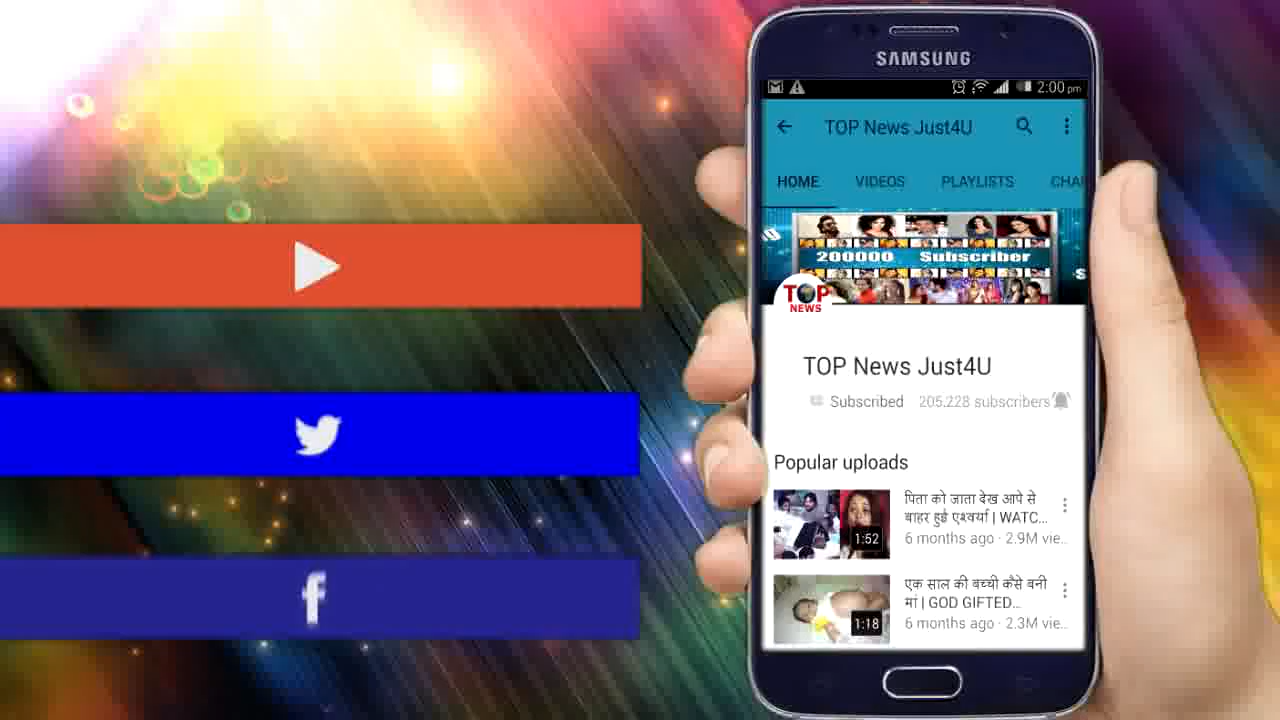 SAMSUNG
2:00 pm
TOP News Just4U
HOME VIDEOS PLAYLISTS CHA
200000 Subscriber
TOP
NEWS
TOP News Just4U
Subscribed 205,228 subscribers
Popular uploads
पिता को जाता देख आपे से
बाहर हुई एश्वर्या | WATC...
6 months ago · 2.9M vie..
1:52
एक साल की बच्ची कैसे बनी
मां | GOD GIFTED...
6 months ago · 2.3M vie..
1:18